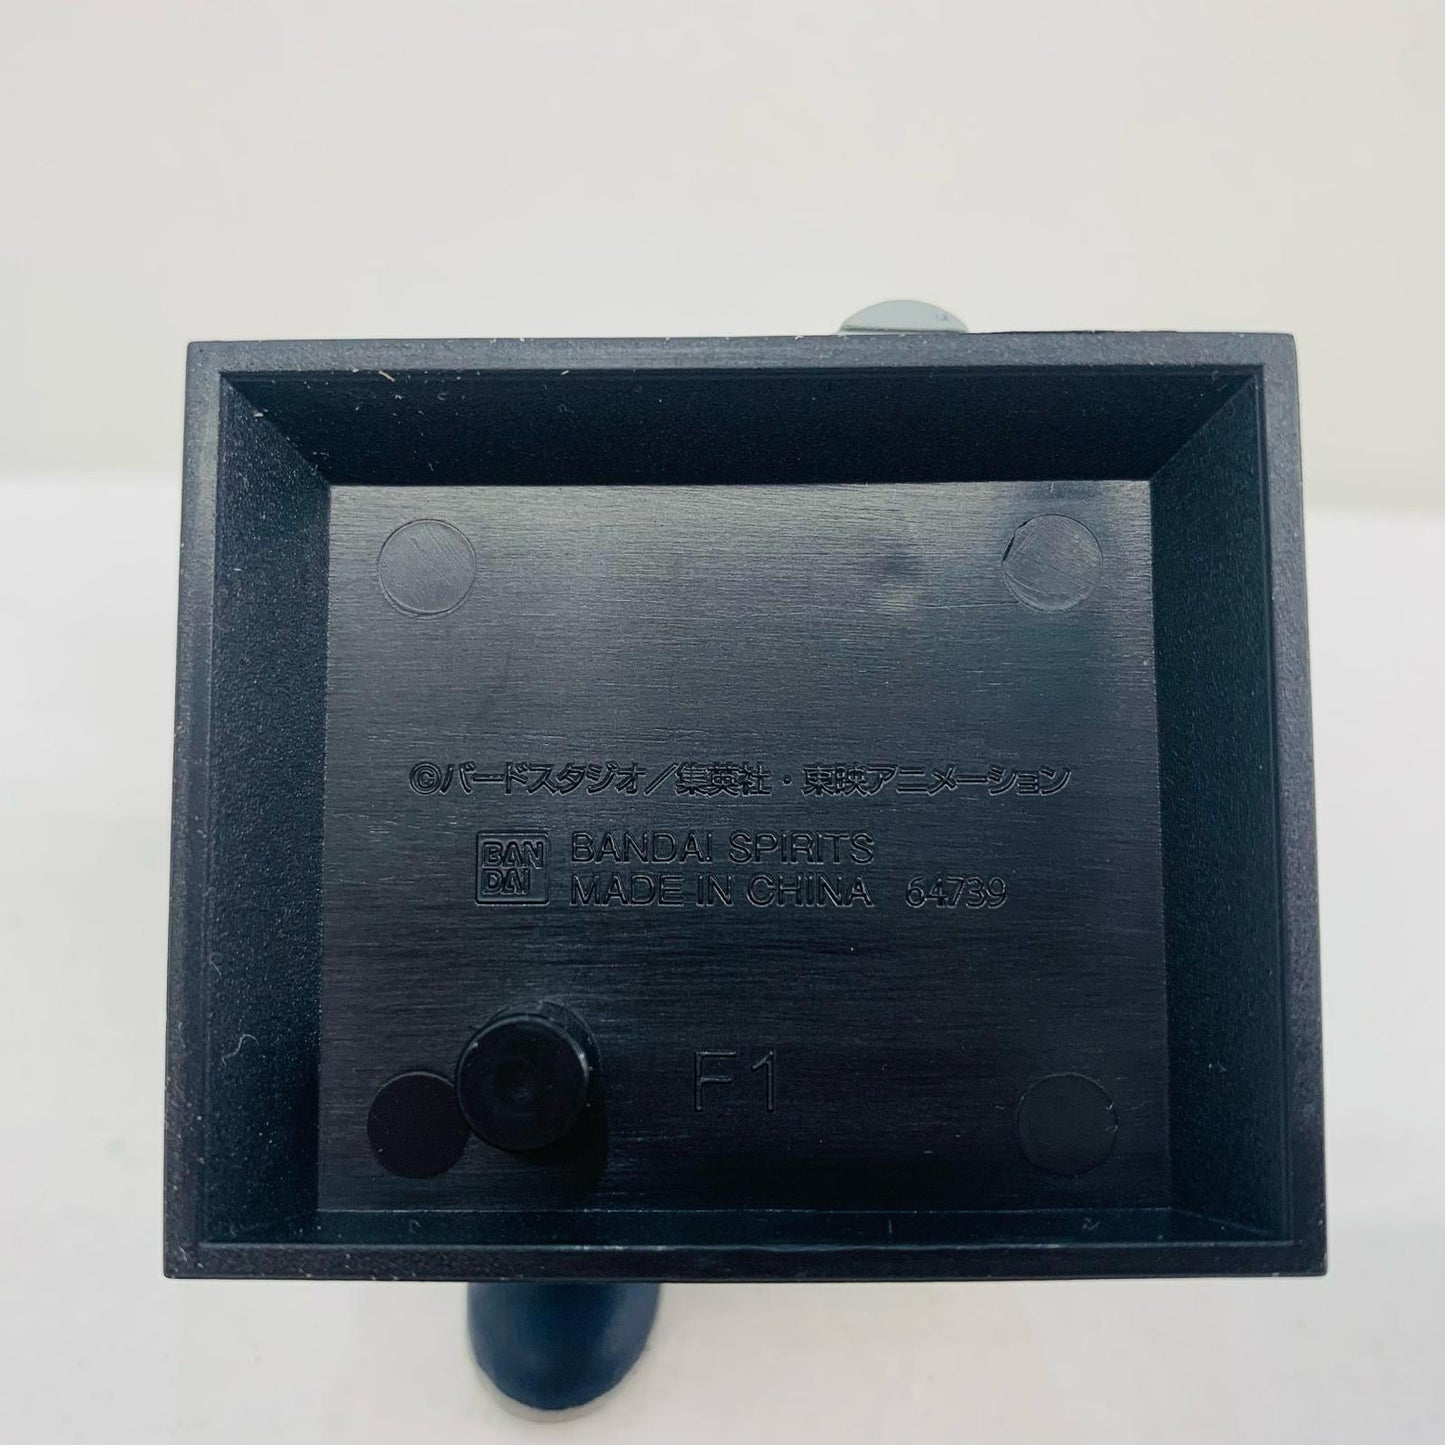 ©バードスタジオ／集英社・東映アニメーション
BAN
DAI
BANDAI SPIRITS
MADE IN CHINA 64739
F1